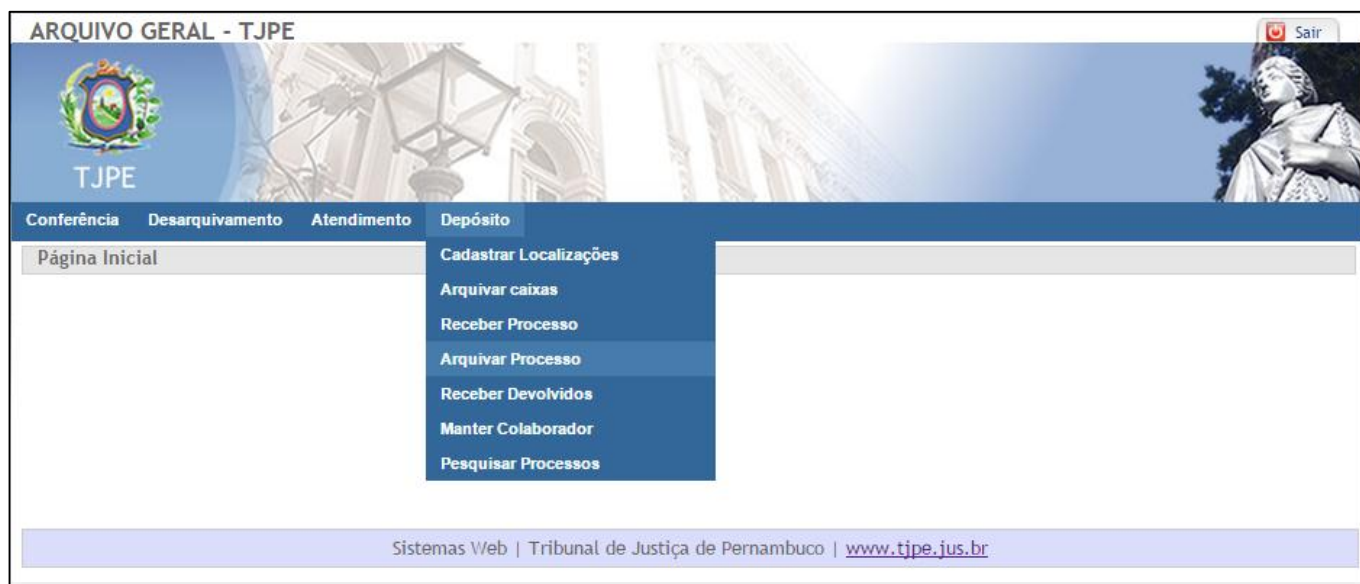 ARQUIVO GERAL - TJPE
Sair
TJPE
Conferência Desarquivamento Atendimento Depósito
Página Inicial
Cadastrar Localizações
Arquivar caixas
Receber Processo
Arquivar Processo
Receber Devolvidos
Manter Colaborador
Pesquisar Processos
Sistemas Web | Tribunal de Justiça de Pernambuco | www.tjpe.jus.br